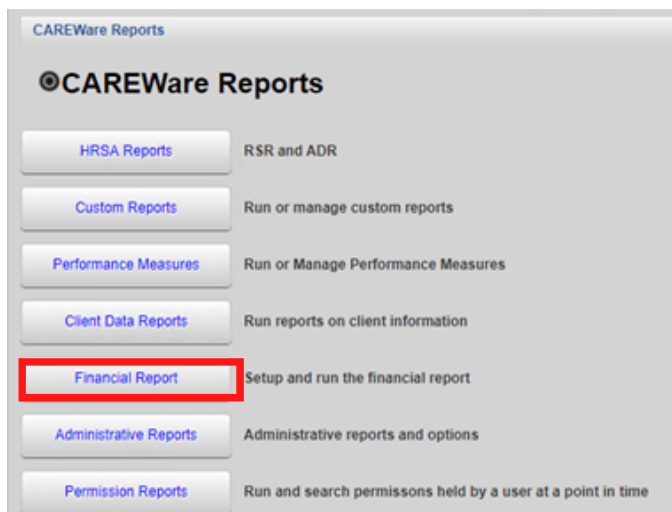 CAREWare Reports
CAREWare Reports
HRSA Reports RSR and ADR
Custom Reports Run or manage custom reports
Performance Measures Run or Manage Performance Measures
Client Data Reports Run reports on client information
Financial Report Setup and run the financial report
Administrative Reports Administrative reports and options
Permission Reports Run and search permissons held by a user at a point in time